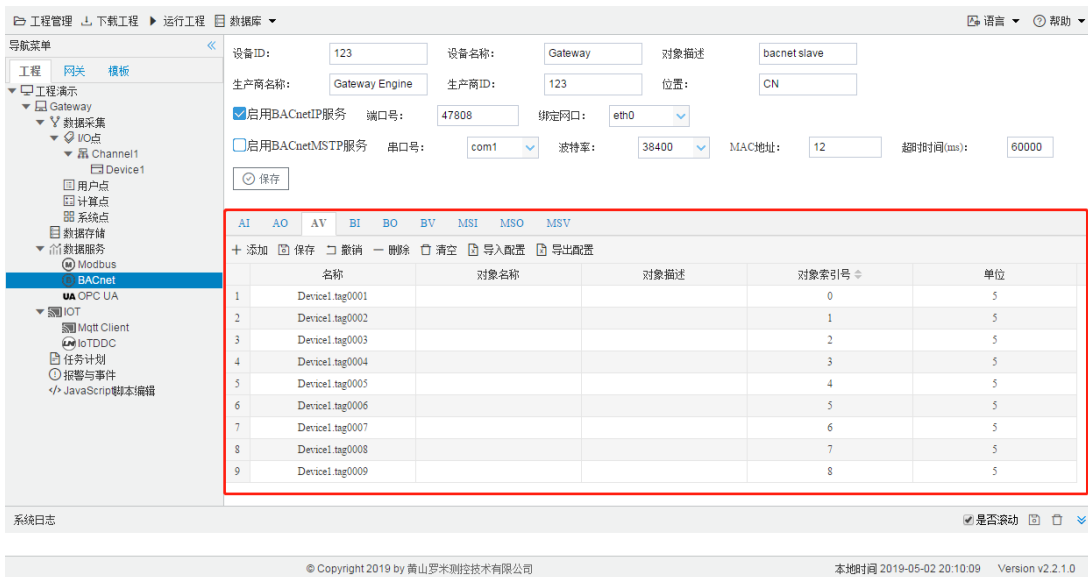 工程管理 下载工程 运行工程 数据库 语言 帮助
导航菜单
工程 网关 模板
工程演示
Gateway
数据采集
I/O点
Channel1
Device1
用户点
计算点
系统点
数据存储
数据服务
Modbus
BACnet
UA OPC UA
IOT
Mqtt Client
IoTDDC
任务计划
报警与事件
JavaScript脚本编辑
设备ID: 123 设备名称: Gateway 对象描述 bacnet slave
生产商名称: Gateway Engine 生产商ID: 123 位置: CN
启用BACnetIP服务 端口号: 47808 绑定网口: eth0
启用BACnetMSTP服务 串口号: com1 波特率: 38400 MAC地址: 12 超时时间(ms): 60000
保存
AI AO AV BI BO BV MSI MSO MSV
添加 保存 撤销 删除 清空 导入配置 导出配置
名称 对象名称 对象描述 对象索引号 单位
1 Device1.tag0001 0 5
2 Device1.tag0002 1 5
3 Device1.tag0003 2 5
4 Device1.tag0004 3 5
5 Device1.tag0005 4 5
6 Device1.tag0006 5 5
7 Device1.tag0007 6 5
8 Device1.tag0008 7 5
9 Device1.tag0009 8 5
系统日志 是否滚动
© Copyright 2019 by 黄山罗米测控技术有限公司 本地时间 2019-05-02 20:10:09 Version v2.2.1.0